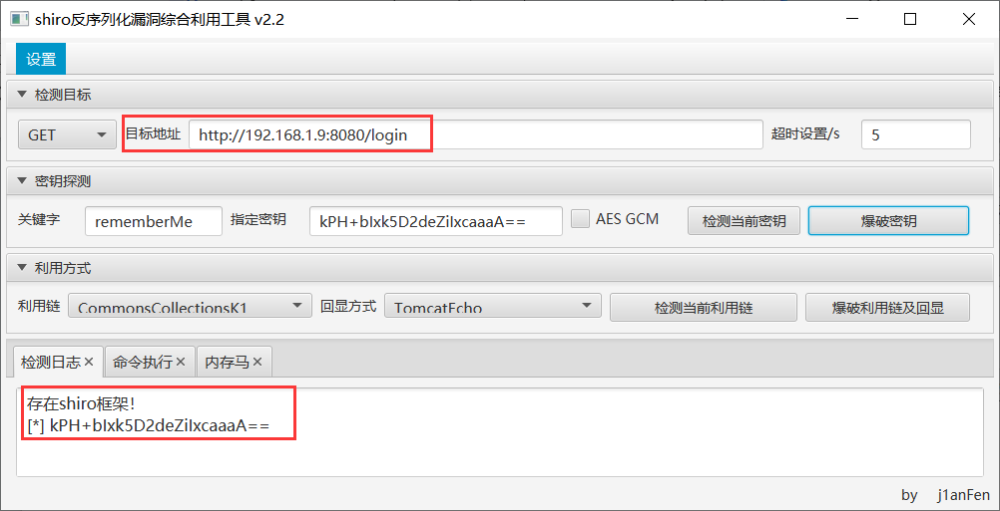 shiro反序列化漏洞综合利用工具 v2.2
设置
检测目标
GET 目标地址 http://192.168.1.9:8080/login 超时设置/s 5
密钥探测
关键字 rememberMe 指定密钥 kPH+bIxk5D2deZiIxcaaaA== AES GCM 检测当前密钥 爆破密钥
利用方式
利用链 CommonsCollectionsK1 回显方式 TomcatEcho 检测当前利用链 爆破利用链及回显
检测日志 命令执行 内存马
存在shiro框架！
[*] kPH+bIxk5D2deZiIxcaaaA==
by j1anFen